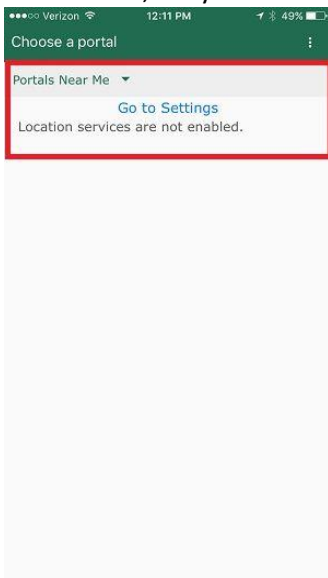 Verizon 12:11 PM 49%
Choose a portal
Portals Near Me
Go to Settings
Location services are not enabled.